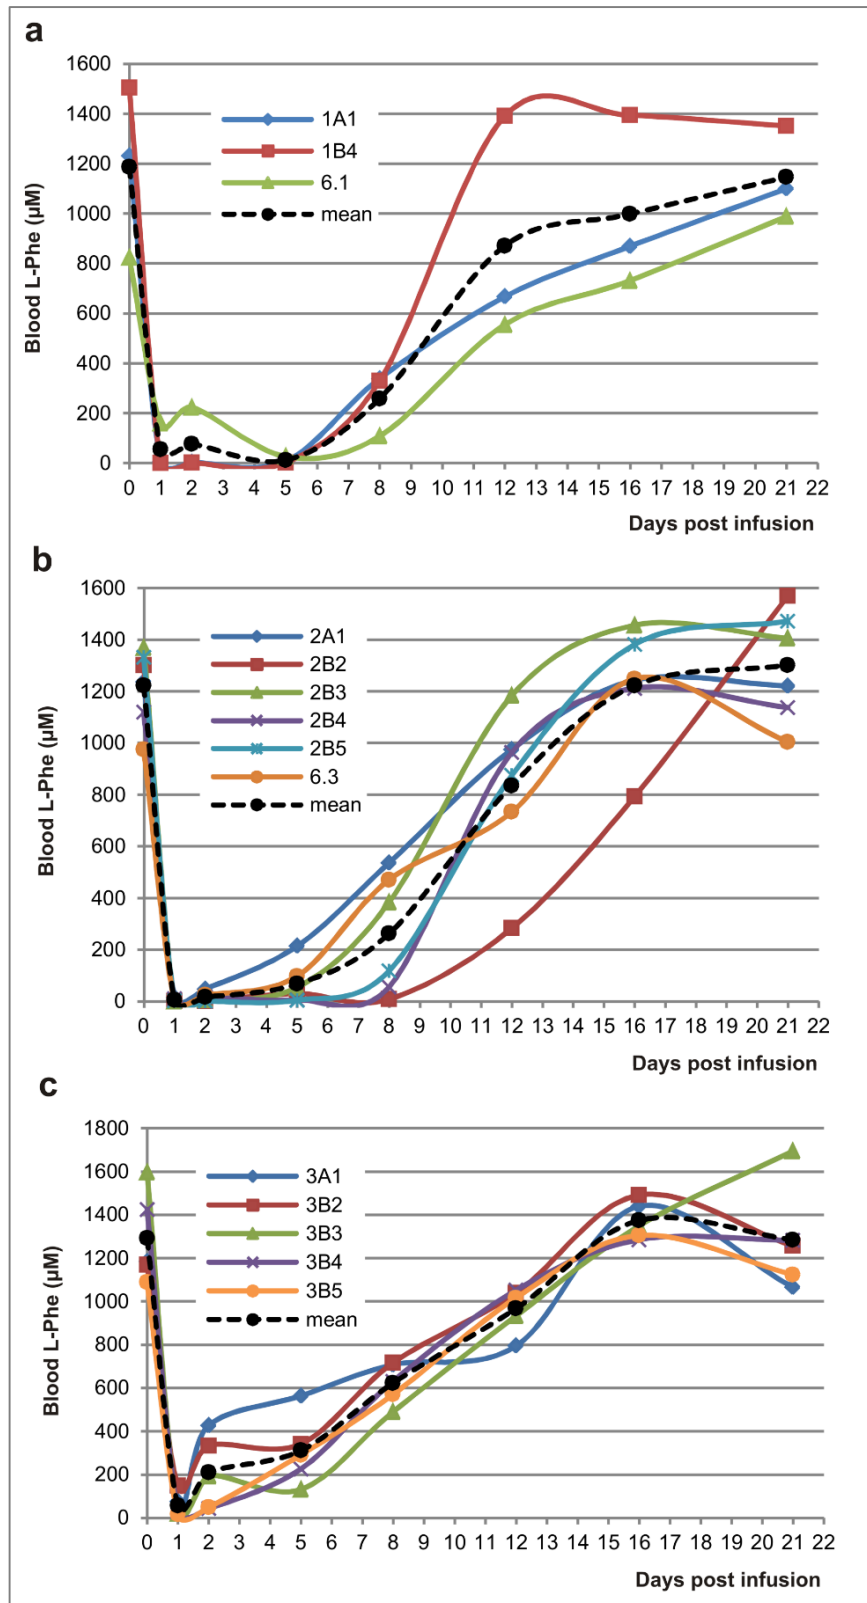 a
1600
1400
1200
1000
800
600
400
200
0
Blood L-Phe (µM)
1A1
1B4
6.1
mean
0 1 2 5 6 7 8 9 10 11 12 13 14 15 16 17 18 19 20 21 22
Days post infusion
b
1600
1400
1200
1000
800
600
400
200
0
Blood L-Phe (µM)
2A1
2B2
2B3
2B4
2B5
6.3
mean
0 1 2 3 4 5 6 7 8 9 10 11 12 13 14 15 16 17 18 19 20 21 22
Days post infusion
c
1800
1600
1400
1200
1000
800
600
400
200
0
Blood L-Phe (µM)
3A1
3B2
3B3
3B4
3B5
mean
0 1 2 3 4 5 6 7 8 9 10 11 12 13 14 15 16 17 18 19 20 21 22
Days post infusion